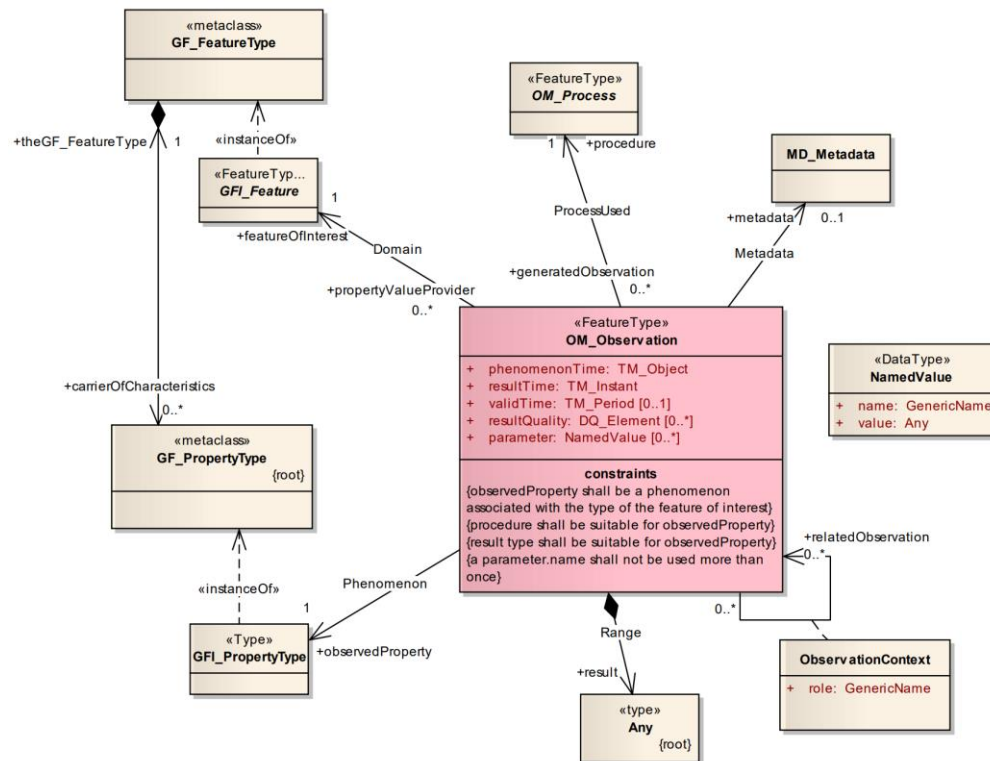 «metaclass»
GF_FeatureType
+theGF_FeatureType
1
«instanceOf»
«FeatureTyp...
GFI_Feature
1
+featureOfInterest
Domain
+propertyValueProvider
0..*
«FeatureType»
OM_Process
1
+procedure
ProcessUsed
+generatedObservation
0..*
MD_Metadata
+metadata
0..1
Metadata
«FeatureType»
OM_Observation
+ phenomenonTime: TM_Object
+ resultTime: TM_Instant
+ validTime: TM_Period [0..1]
+ resultQuality: DQ_Element [0..*]
+ parameter: NamedValue [0..*]
constraints
{observedProperty shall be a phenomenon
associated with the type of the feature of interest}
{procedure shall be suitable for observedProperty}
{result type shall be suitable for observedProperty}
{a parameter.name shall not be used more than
once}
«DataType»
NamedValue
+ name: GenericName
+ value: Any
+carrierOfCharacteristics
0..*
«metaclass»
GF_PropertyType
{root}
«instanceOf»
Phenomenon
1
+observedProperty
«Type»
GFI_PropertyType
Range
+result
«type»
Any
{root}
+relatedObservation
0..*
0..*
ObservationContext
+ role: GenericName